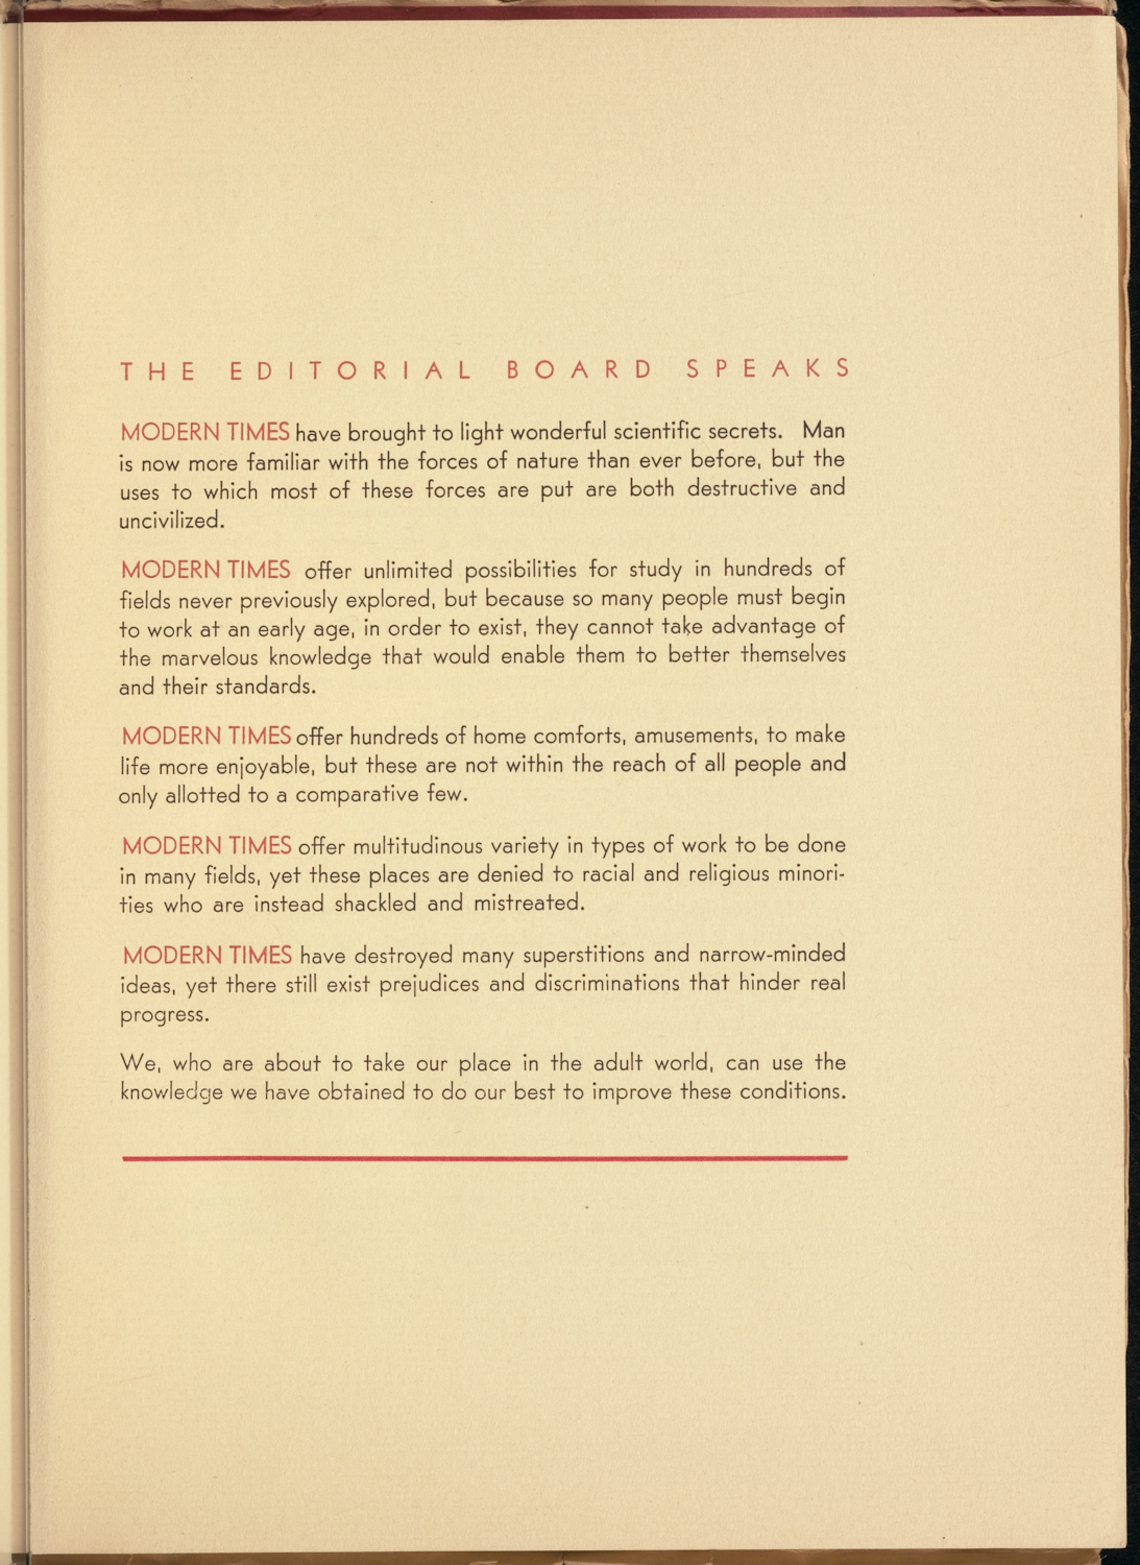 THE EDITORIAL BOARD SPEAKS
MODERN TIMES have brought to light wonderful scientific secrets. Man
is now more familiar with the forces of nature than ever before, but the
uses to which most of these forces are put are both destructive and
uncivilized.
MODERN TIMES offer unlimited possibilities for study in hundreds of
fields never previously explored, but because so many people must begin
to work at an early age, in order to exist, they cannot take advantage of
the marvelous knowledge that would enable them to better themselves
and their standards.
MODERN TIMES offer hundreds of home comforts, amusements, to make
life more enjoyable, but these are not within the reach of all people and
only allotted to a comparative few.
MODERN TIMES offer multitudinous variety in types of work to be done
in many fields, yet these places are denied to racial and religious minori-
ties who are instead shackled and mistreated.
MODERN TIMES have destroyed many superstitions and narrow-minded
ideas, yet there still exist prejudices and discriminations that hinder real
progress.
We, who are about to take our place in the adult world, can use the
knowledge we have obtained to do our best to improve these conditions.